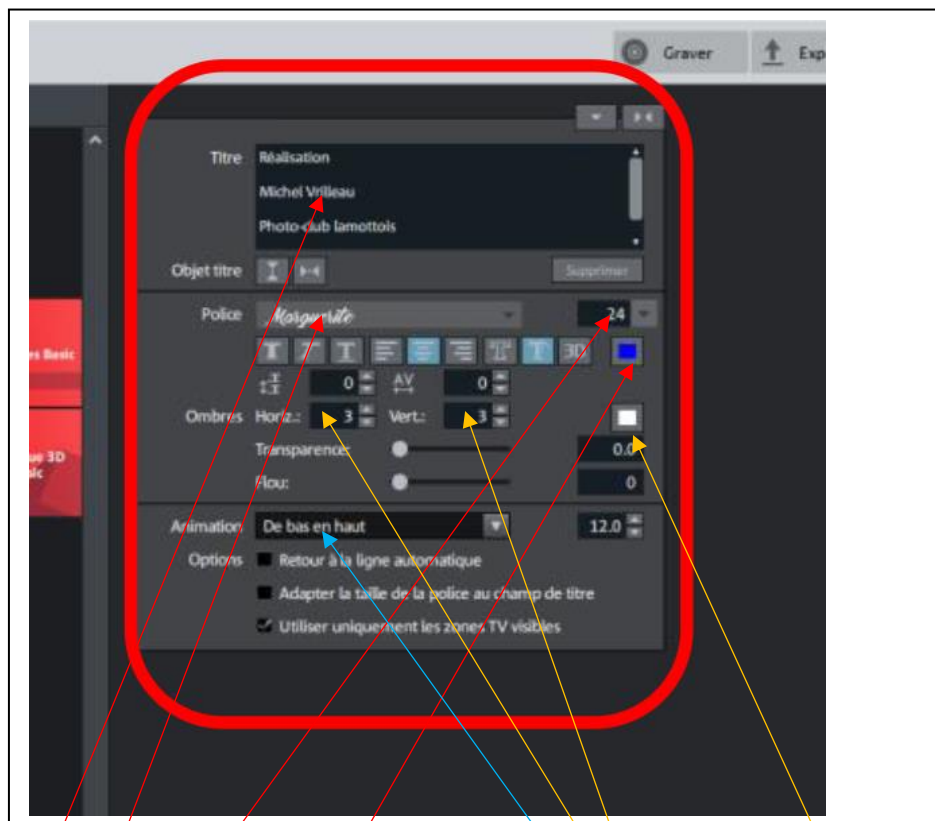 Graver Exp
Titre Réalisation
Michel Vrilleau
Photo-club lamottois
Objet titre Supprimer
Police Marguerite 24
T T T T T 3D
0 AV 0
Ombres Horiz.: 3 Vert.: 3
es Basic
Transparence: 0.0
ue 3D
Flou: 0
Animation De bas en haut 12.0
Options Retour à la ligne automatique
Adapter la taille de la police au champ de titre
Utiliser uniquement les zones TV visibles